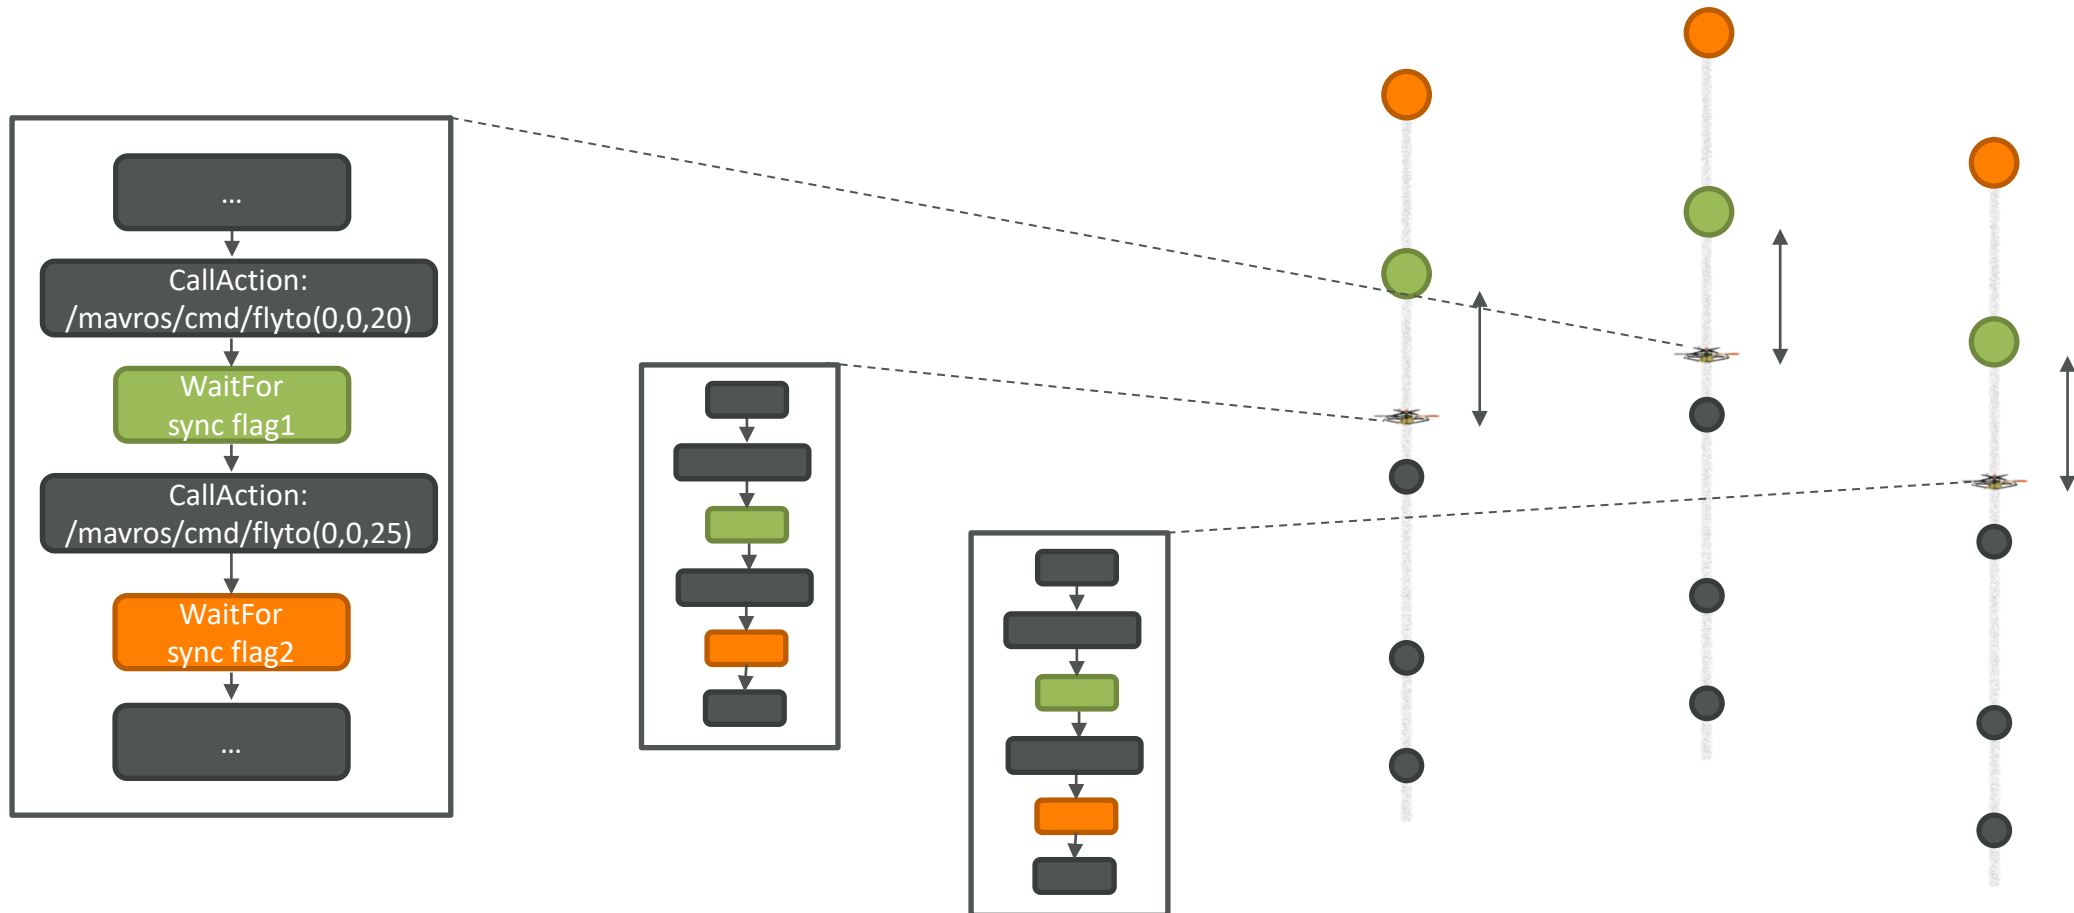 ...
CallAction:
/mavros/cmd/flyto(0,0,20)
WaitFor
sync flag1
CallAction:
/mavros/cmd/flyto(0,0,25)
WaitFor
sync flag2
...